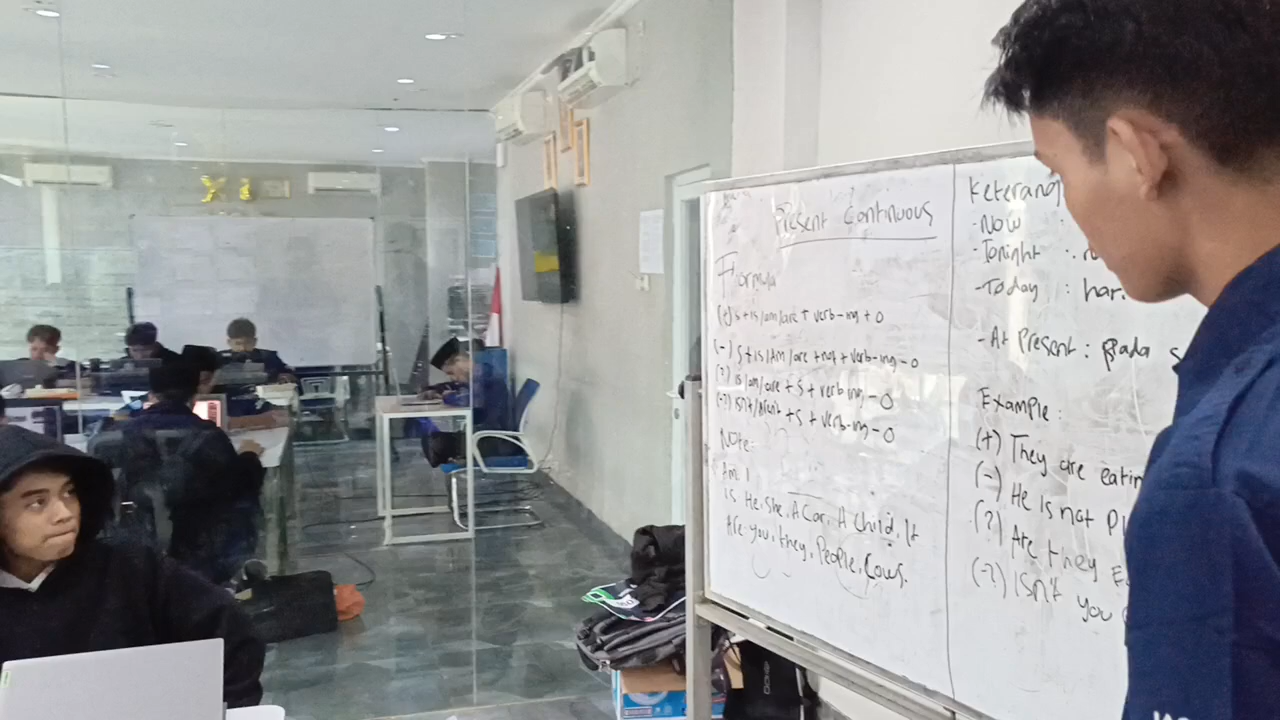 XI
Present Continuous
Formula
(+) S + is/am/are + verb-ing + O
(-) S + is/Am/are + not + verb-ing - O
(?) is/am/are + S + verb ing - O
(-?) isn't/Aren't + S + verb-ing - O
Note:
Am I
is He, She, A Car, A Child, It
Are you, they, People, Cows.
Keterang
- Now :
- Tonight :
- Today : har
- At Present : pada s
Example:
(+) They are eatin
(-) He is not Pl
(?) Are they E
(-?) isn't you